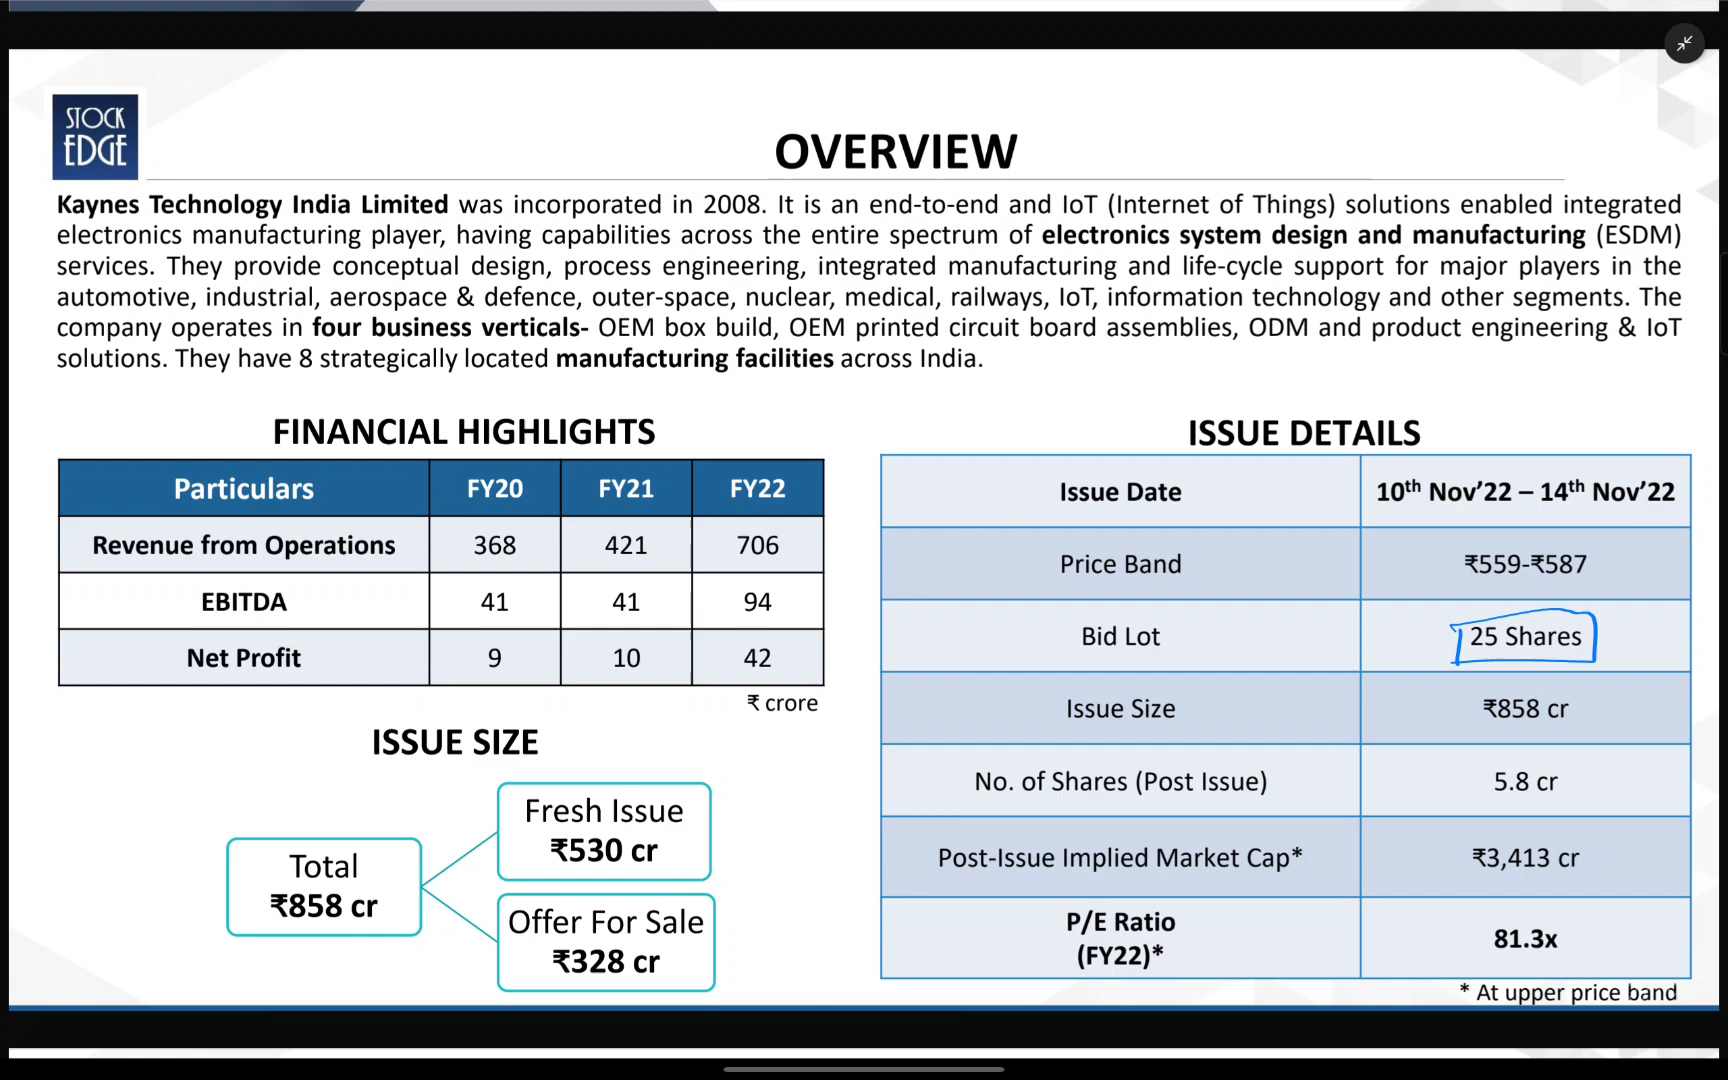 STOCK
EDGE
OVERVIEW
Kaynes Technology India Limited was incorporated in 2008. It is an end-to-end and IoT (Internet of Things) solutions enabled integrated
electronics manufacturing player, having capabilities across the entire spectrum of electronics system design and manufacturing (ESDM)
services. They provide conceptual design, process engineering, integrated manufacturing and life-cycle support for major players in the
automotive, industrial, aerospace & defence, outer-space, nuclear, medical, railways, IoT, information technology and other segments. The
company operates in four business verticals- OEM box build, OEM printed circuit board assemblies, ODM and product engineering & IoT
solutions. They have 8 strategically located manufacturing facilities across India.
FINANCIAL HIGHLIGHTS
Particulars FY20 FY21 FY22
Revenue from Operations 368 421 706
EBITDA 41 41 94
Net Profit 9 10 42
₹ crore
ISSUE SIZE
Total
₹858 cr
Fresh Issue
₹530 cr
Offer For Sale
₹328 cr
ISSUE DETAILS
Issue Date 10th Nov’22 – 14th Nov’22
Price Band ₹559-₹587
Bid Lot 25 Shares
Issue Size ₹858 cr
No. of Shares (Post Issue) 5.8 cr
Post-Issue Implied Market Cap* ₹3,413 cr
P/E Ratio
(FY22)* 81.3x
* At upper price band